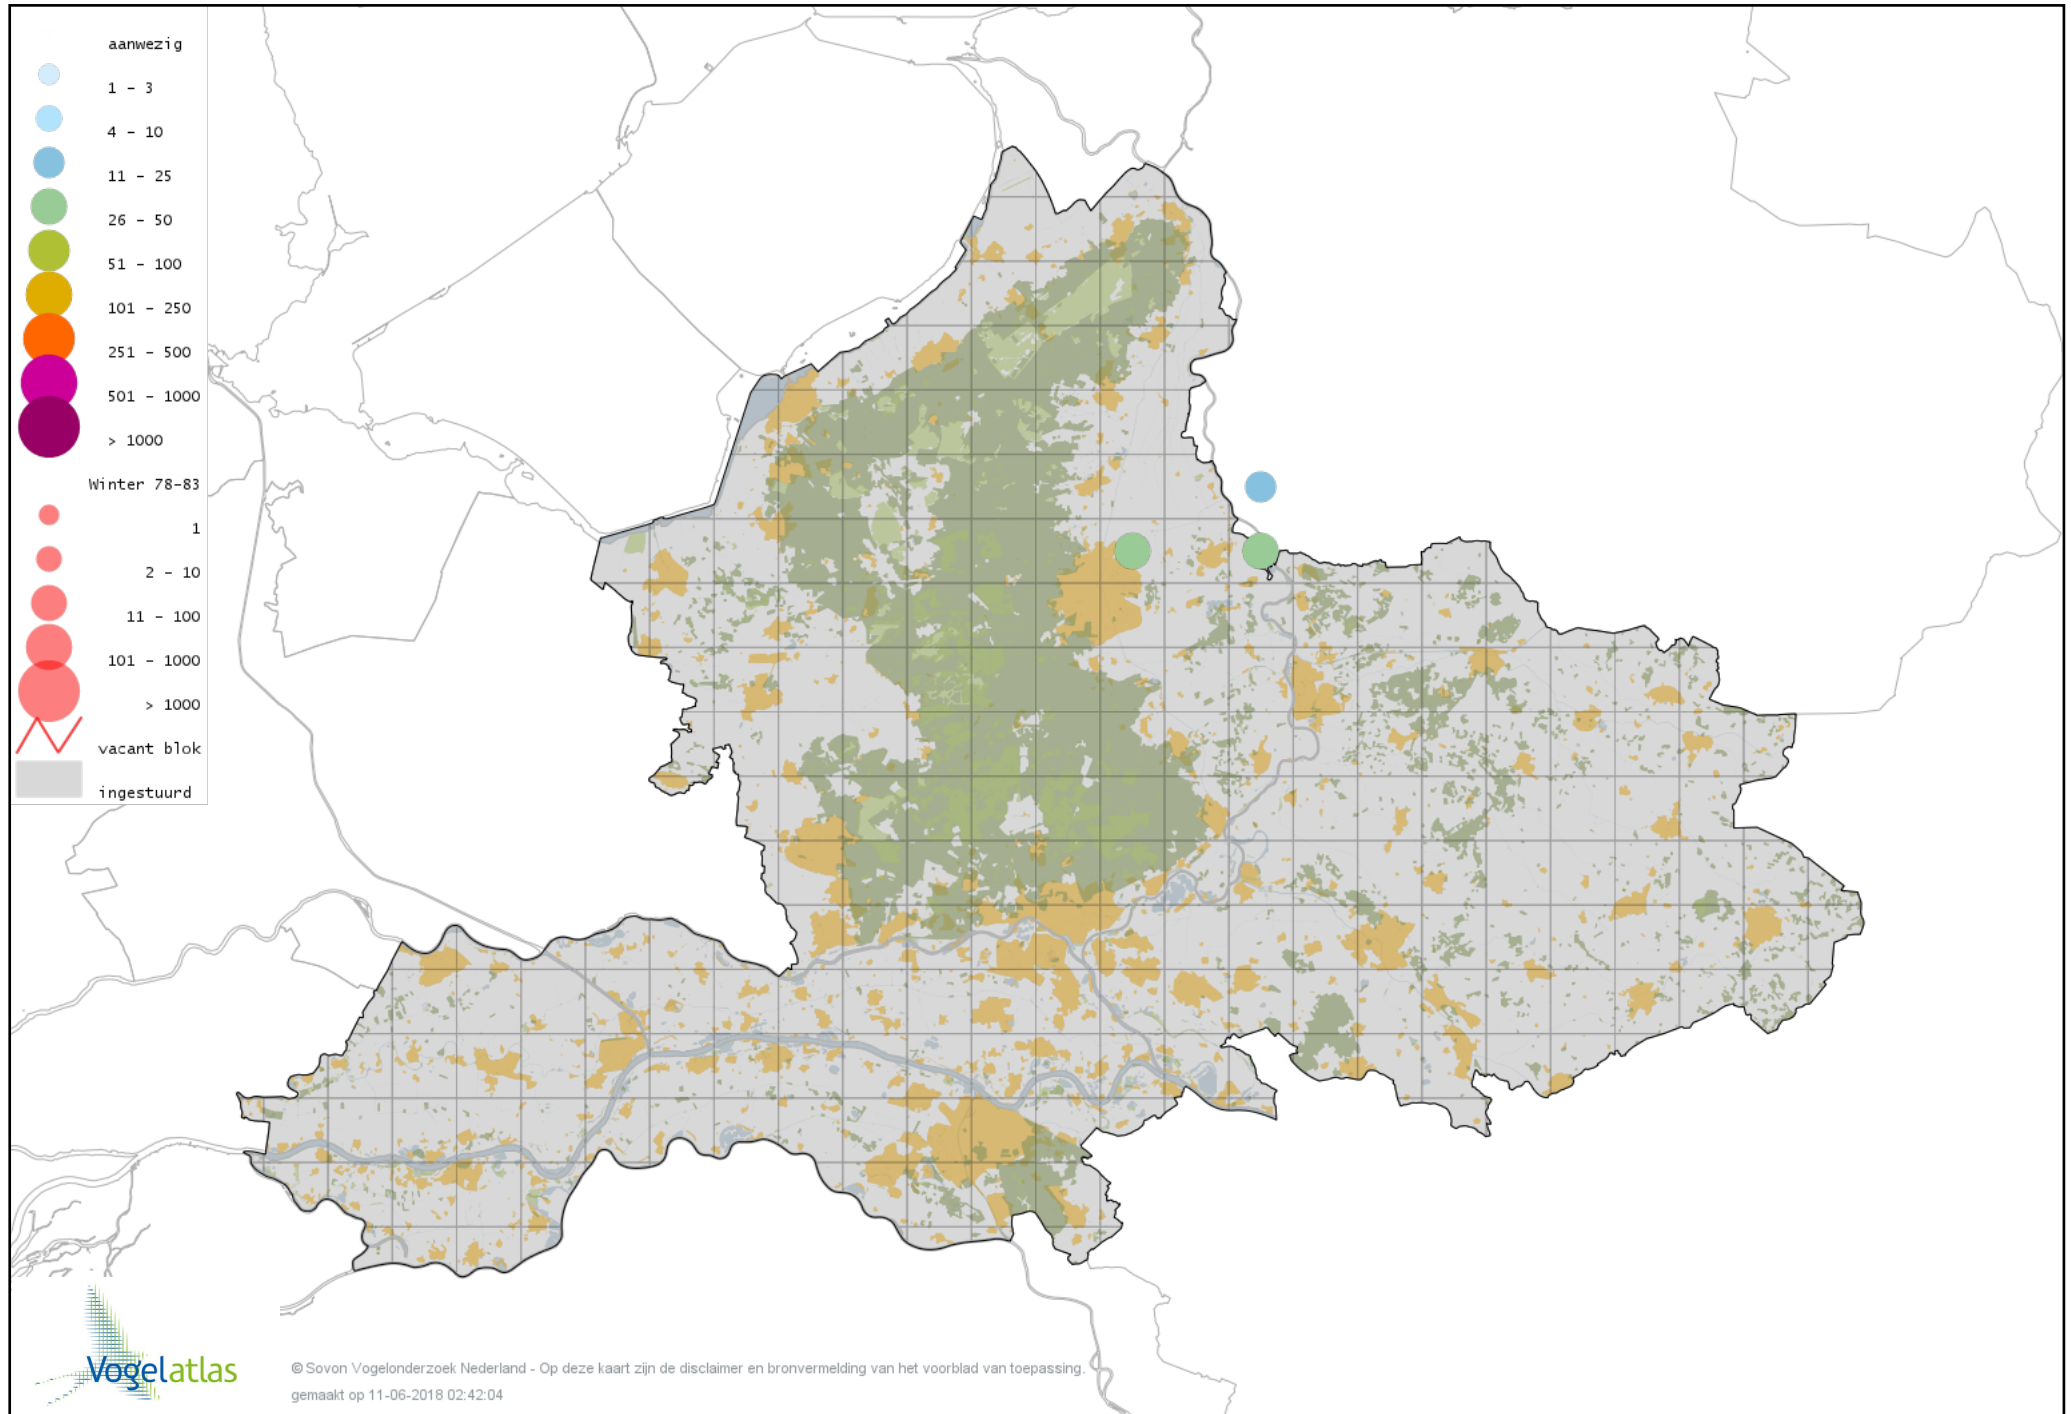 aanwezig
1 - 3
4 - 10
11 - 25
26 - 50
51 - 100
101 - 250
251 - 500
501 - 1000
> 1000
Winter 78-83
1
2 - 10
11 - 100
101 - 1000
> 1000
vacant blok
ingestuurd
Vogelatlas
© Sovon Vogelonderzoek Nederland - Op deze kaart zijn de disclaimer en bronvermelding van het voorblad van toepassing.
gemaakt op 11-06-2018 02:42:04